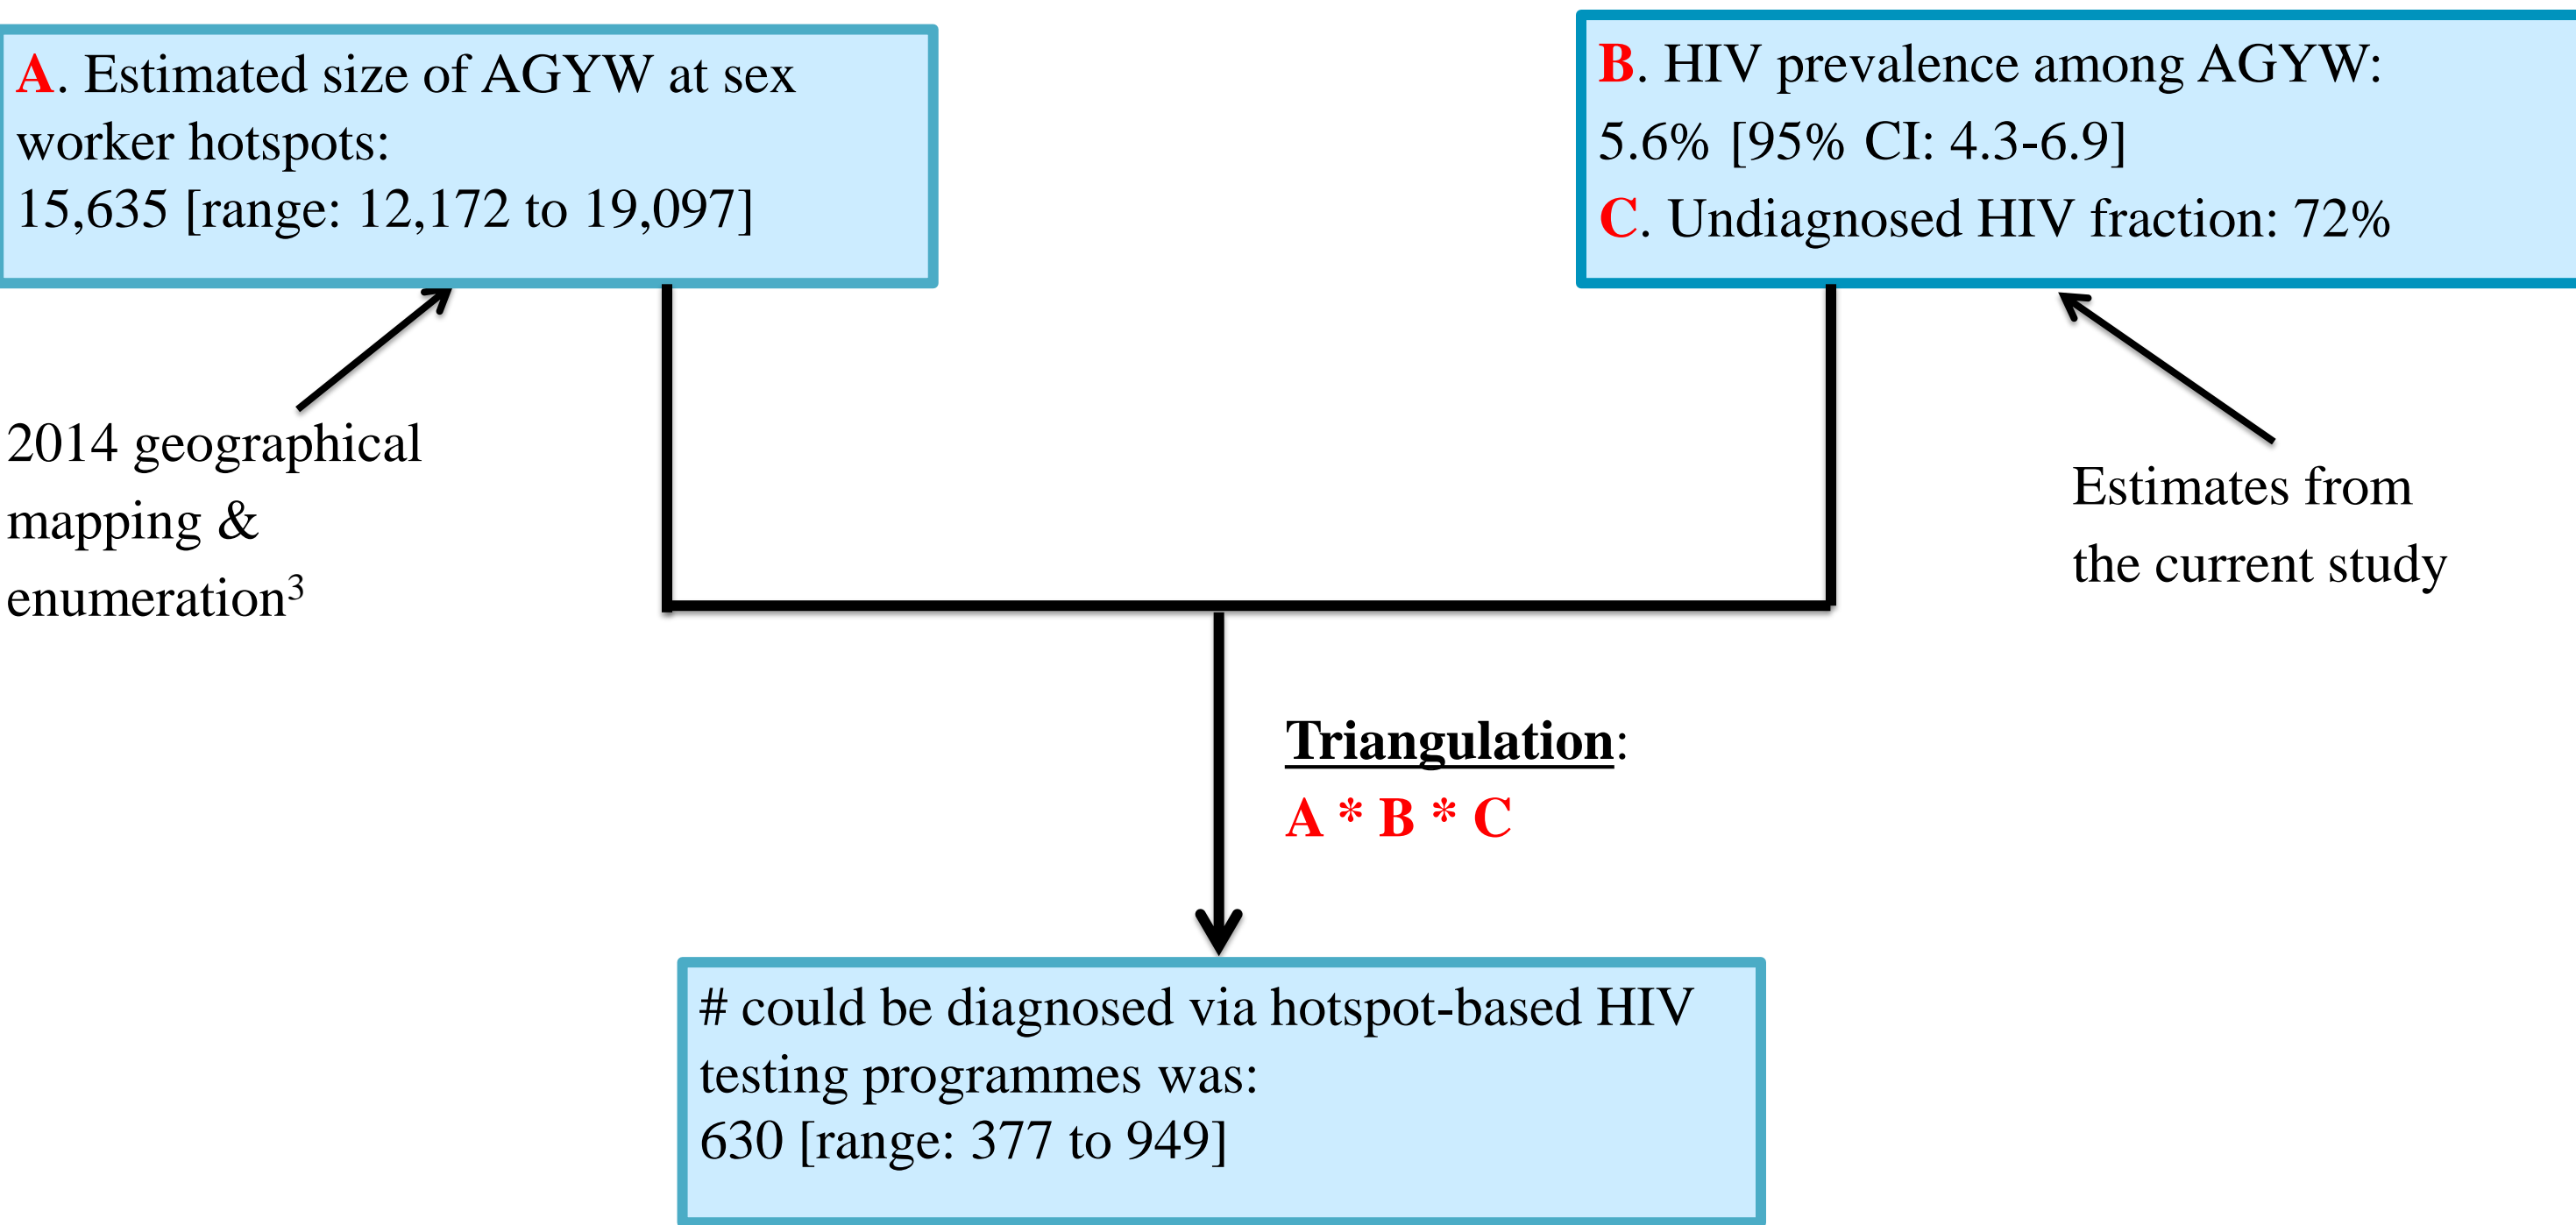 A. Estimated size of AGYW at sex
worker hotspots:
15,635 [range: 12,172 to 19,097]
B. HIV prevalence among AGYW:
5.6% [95% CI: 4.3-6.9]
C. Undiagnosed HIV fraction: 72%
2014 geographical
mapping &
enumeration³
Estimates from
the current study
Triangulation:
A * B * C
# could be diagnosed via hotspot-based HIV
testing programmes was:
630 [range: 377 to 949]